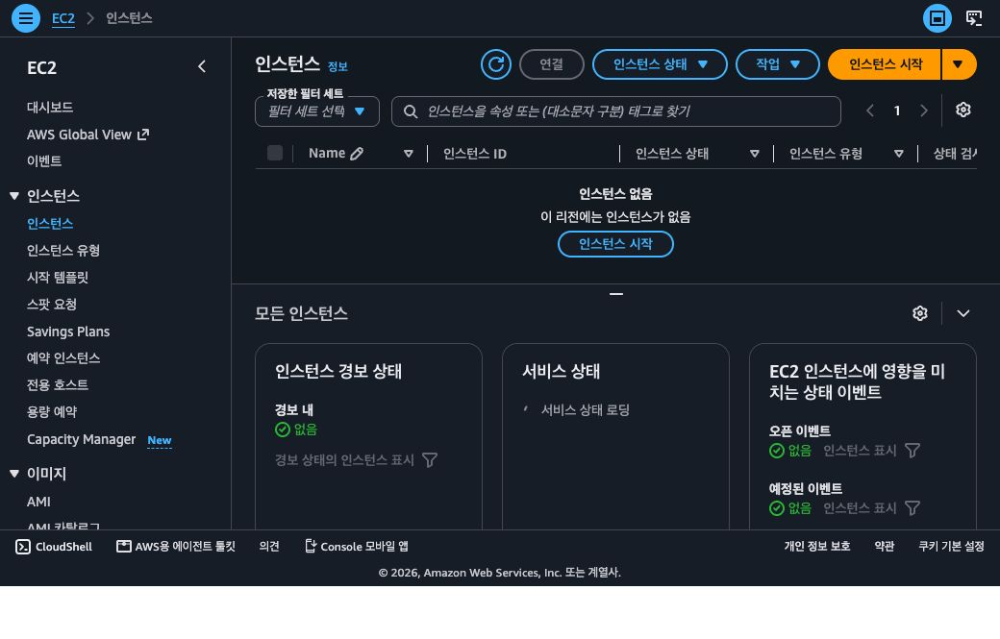 EC2
인스턴스
EC2
대시보드
AWS Global View
이벤트
인스턴스
인스턴스
인스턴스 유형
시작 템플릿
스팟 요청
Savings Plans
예약 인스턴스
전용 호스트
용량 예약
Capacity Manager New
이미지
AMI
AMI 카탈로그
인스턴스 정보
연결
인스턴스 상태
작업
인스턴스 시작
저장한 필터 세트
필터 세트 선택
인스턴스을 속성 또는 (대소문자 구분) 태그로 찾기
1
Name
인스턴스 ID
인스턴스 상태
인스턴스 유형
상태 검사
인스턴스 없음
이 리전에는 인스턴스가 없음
인스턴스 시작
모든 인스턴스
인스턴스 경보 상태
경보 내
없음
경보 상태의 인스턴스 표시
서비스 상태
서비스 상태 로딩
EC2 인스턴스에 영향을 미
치는 상태 이벤트
오픈 이벤트
없음 인스턴스 표시
예정된 이벤트
없음 인스턴스 표시
CloudShell
AWS용 에이전트 툴킷
의견
Console 모바일 앱
개인 정보 보호
약관
쿠키 기본 설정
© 2026, Amazon Web Services, Inc. 또는 계열사.